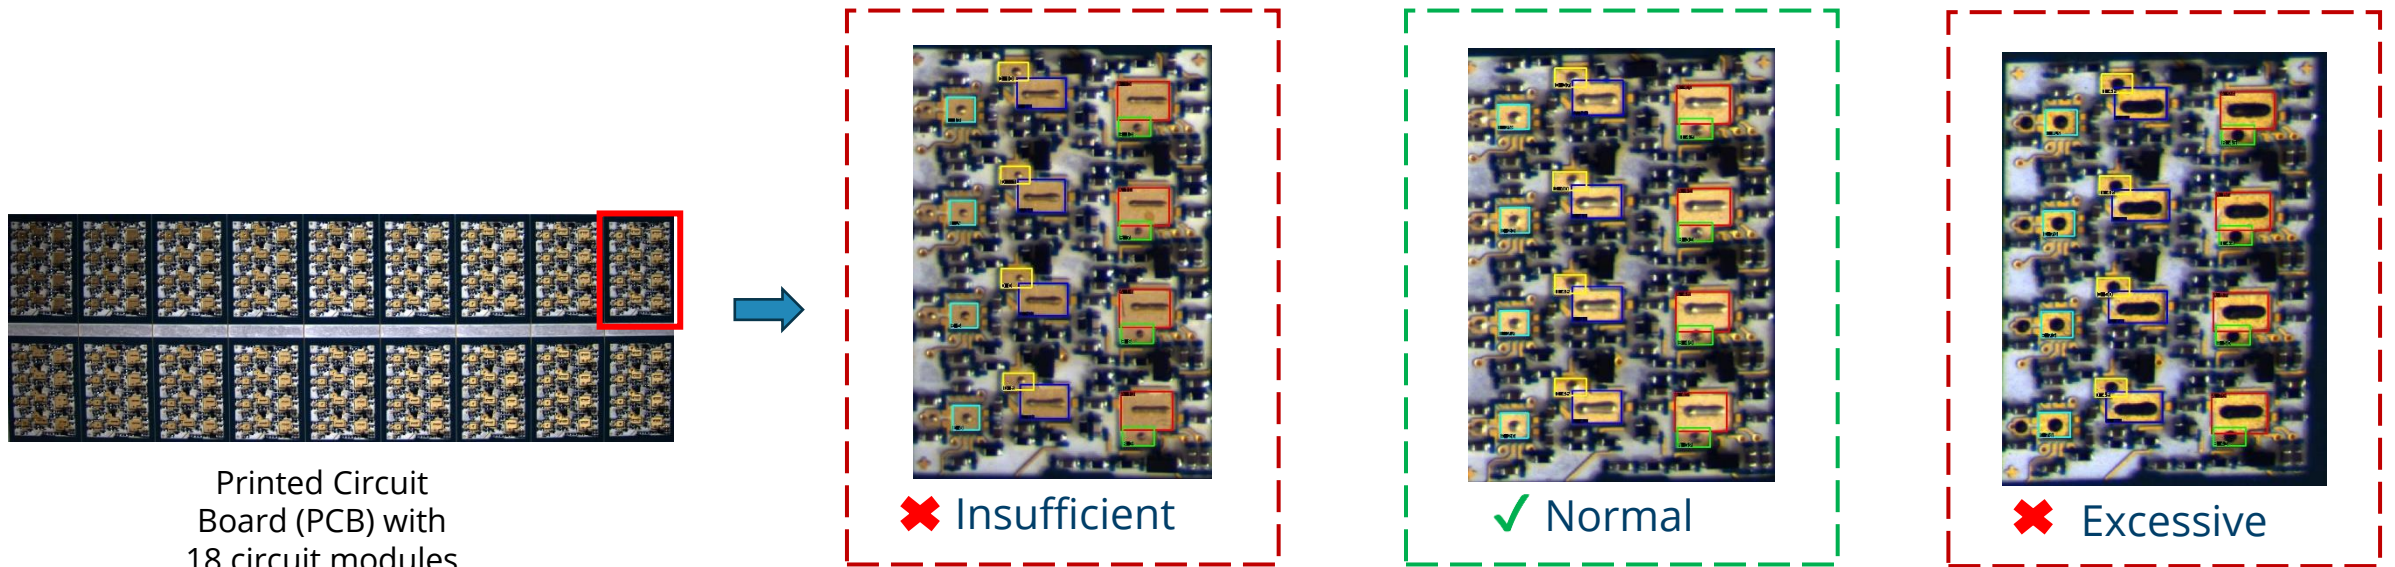 Printed Circuit
Board (PCB) with
18 circuit modules
Insufficient
Normal
Excessive